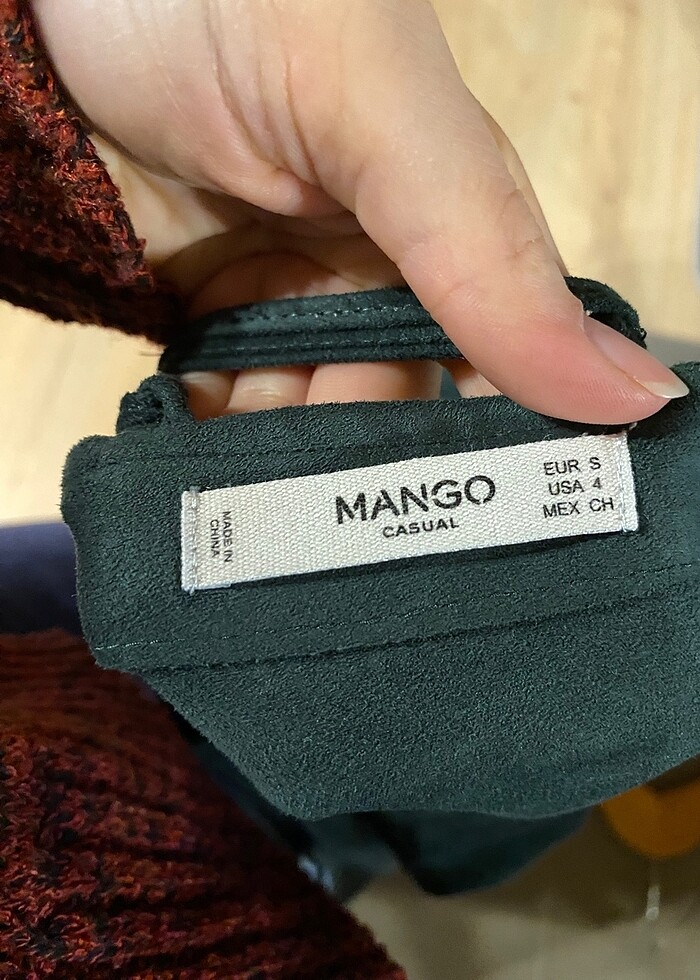 MADE IN
CHINA
MANGO
CASUAL
EUR S
USA 4
MEX CH